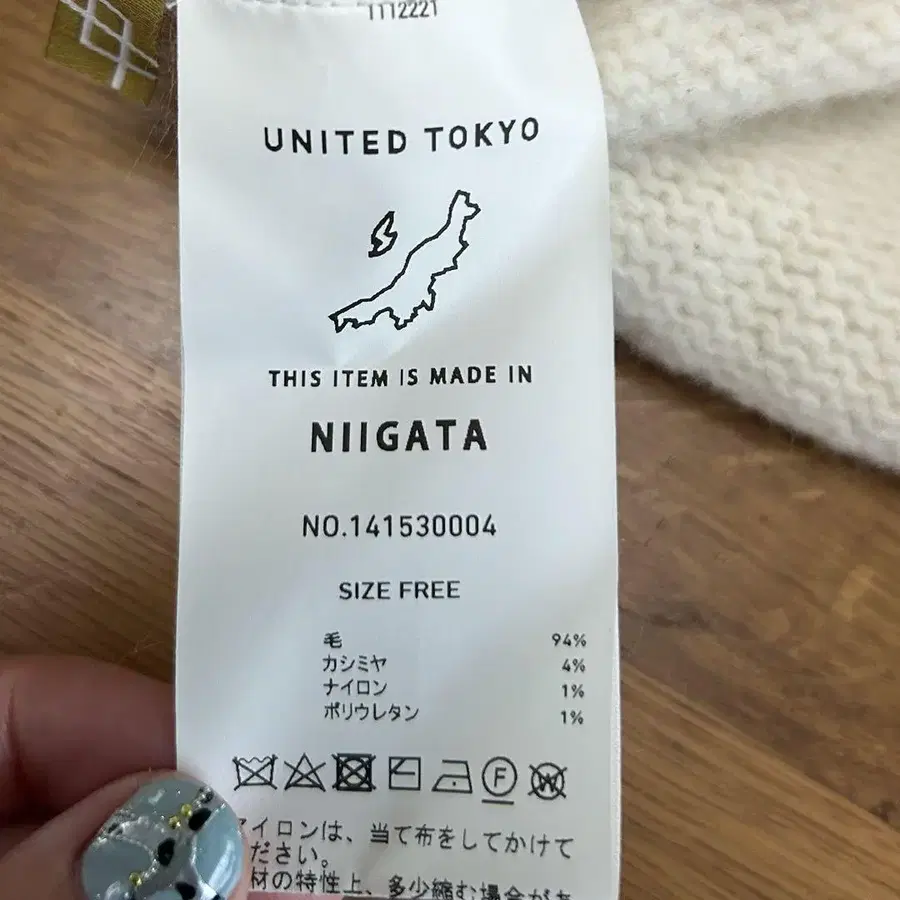 1112221
UNITED TOKYO
THIS ITEM IS MADE IN
NIIGATA
NO.141530004
SIZE FREE
毛 94%
カシミヤ 4%
ナイロン 1%
ポリウレタン 1%
F W
アイロンは、当て布をしてかけて
ださい。
材の特性上、多少縮む場合があ